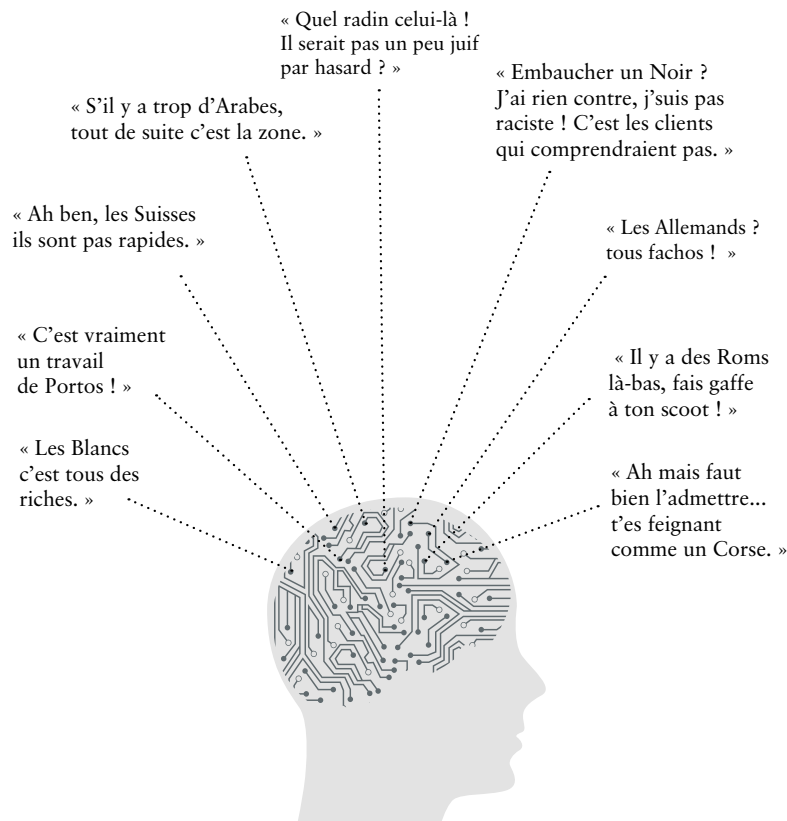 « Quel radin celui-là !
Il serait pas un peu juif
par hasard ? »
« Embaucher un Noir ?
J'ai rien contre, j'suis pas
raciste ! C'est les clients
qui comprendraient pas. »
« S'il y a trop d'Arabes,
tout de suite c'est la zone. »
« Ah ben, les Suisses
ils sont pas rapides. »
« Les Allemands ?
tous fachos ! »
« C'est vraiment
un travail
de Portos ! »
« Il y a des Roms
là-bas, fais gaffe
à ton scoot ! »
« Les Blancs
c'est tous des
riches. »
« Ah mais faut
bien l'admettre...
t'es feignant
comme un Corse. »